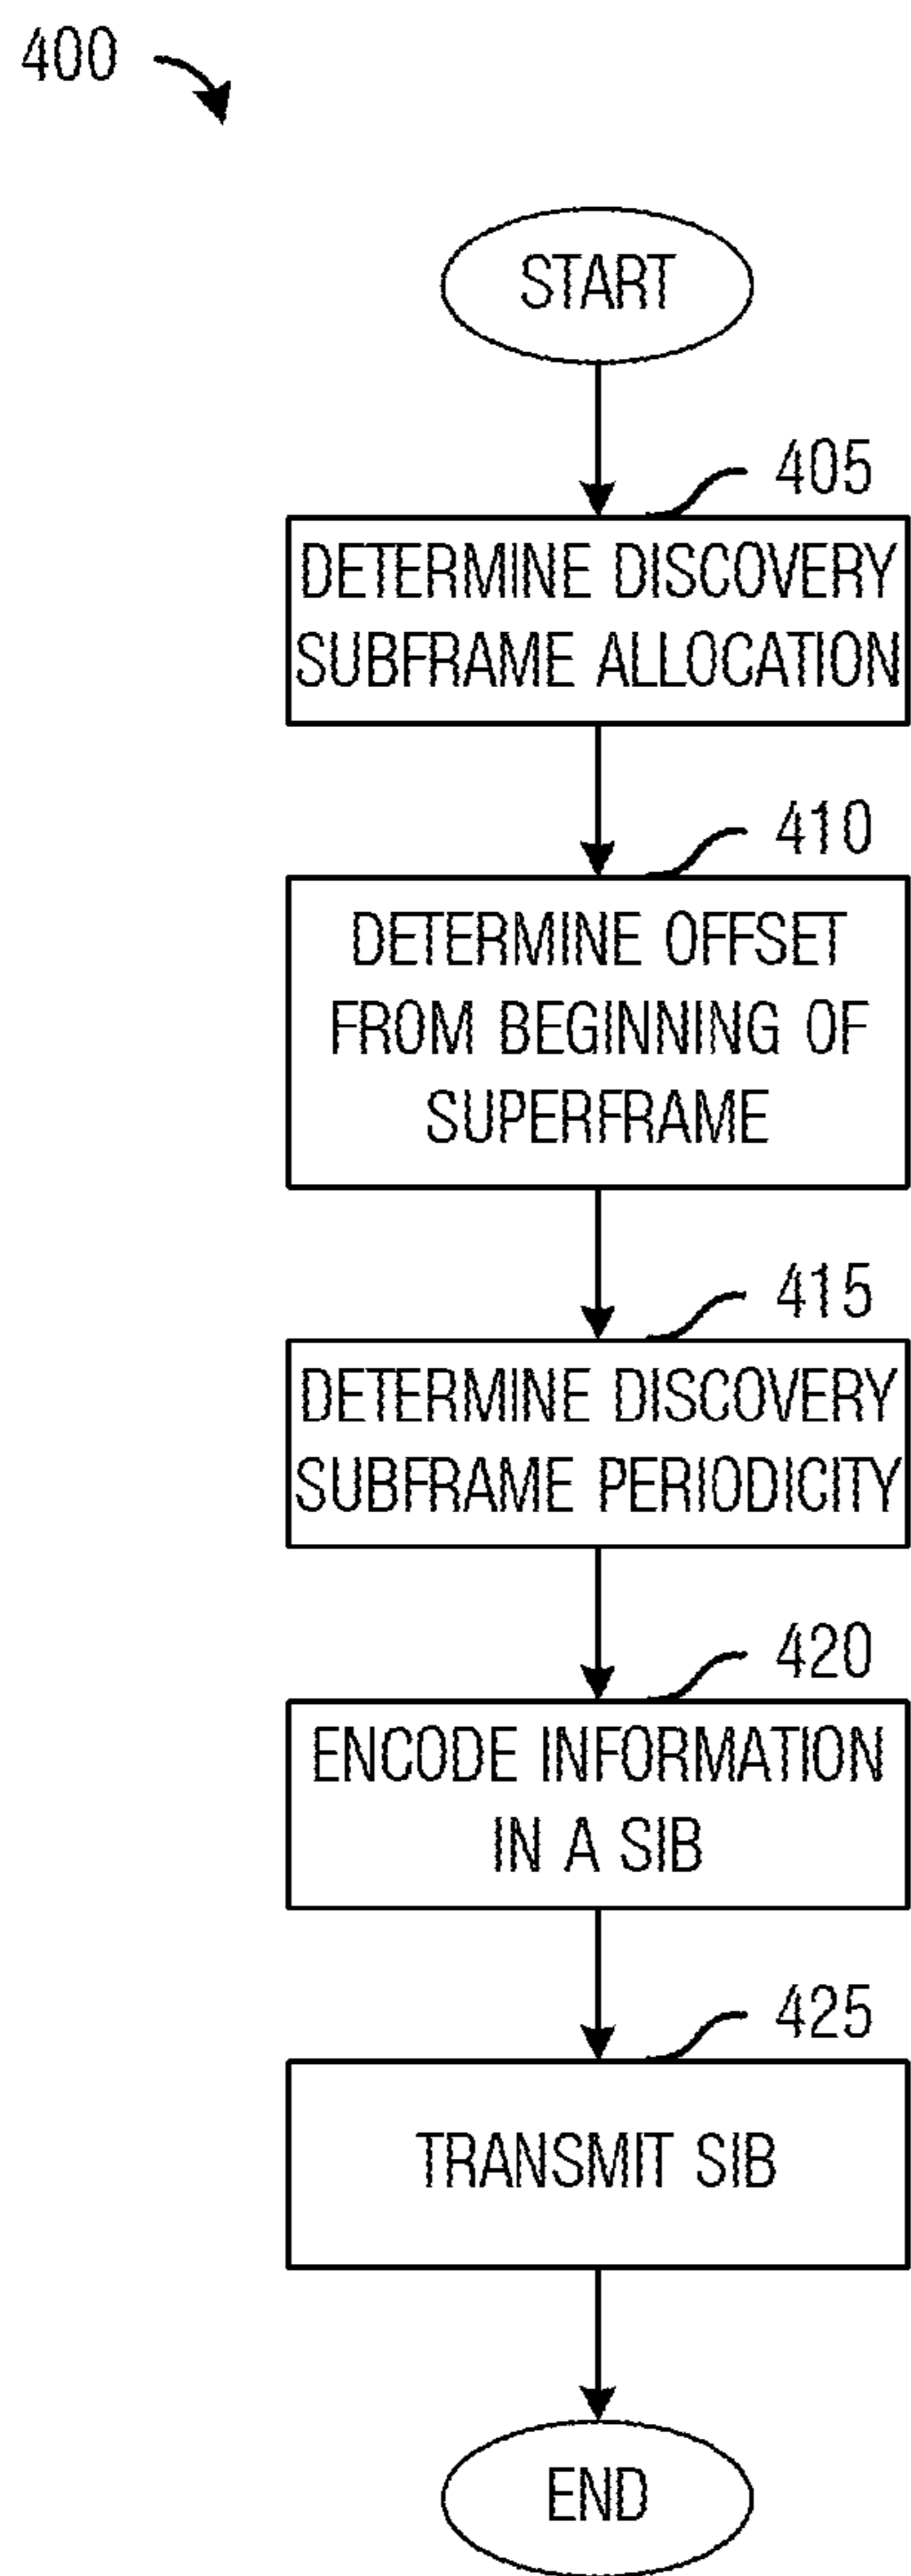 400
START
405
DETERMINE DISCOVERY
SUBFRAME ALLOCATION
410
DETERMINE OFFSET
FROM BEGINNING OF
SUPERFRAME
415
DETERMINE DISCOVERY
SUBFRAME PERIODICITY
420
ENCODE INFORMATION
IN A SIB
425
TRANSMIT SIB
END